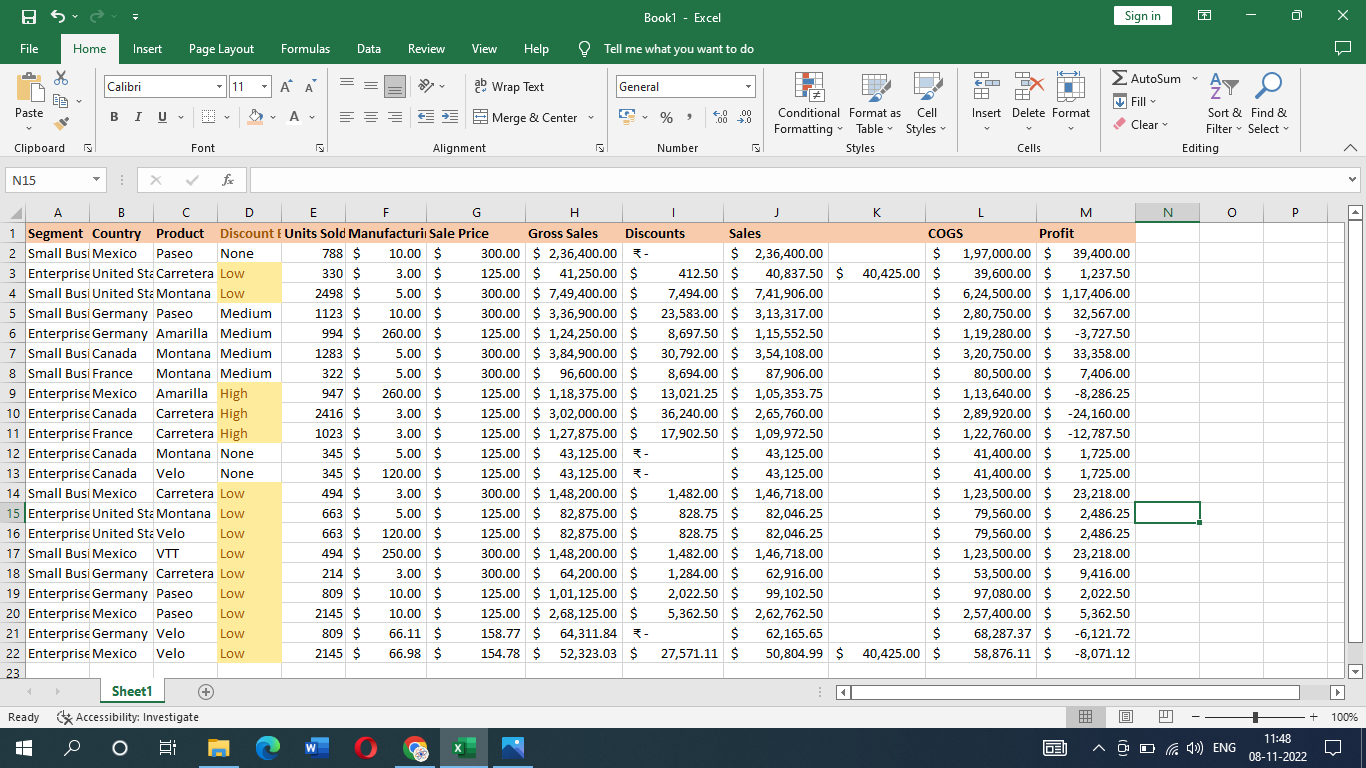 Book1 - Excel Sign in
File Home Insert Page Layout Formulas Data Review View Help Tell me what you want to do
Calibri 11 Wrap Text General AutoSum
Paste B I U Merge & Center % Conditional Formatting Format as Table Cell Styles Insert Delete Format Fill Clear Sort & Filter Find & Select
Clipboard Font Alignment Number Styles Cells Editing
N15 fx
A B C D E F G H I J K L M N O P
1 Segment Country Product Discount Units Sold Manufacturi Sale Price Gross Sales Discounts Sales COGS Profit
2 Small Busi Mexico Paseo None 788 $ 10.00 $ 300.00 $ 2,36,400.00 ₹ - $ 2,36,400.00 $ 1,97,000.00 $ 39,400.00
3 Enterprise United Sta Carretera Low 330 $ 3.00 $ 125.00 $ 41,250.00 $ 412.50 $ 40,837.50 $ 40,425.00 $ 39,600.00 $ 1,237.50
4 Small Busi United Sta Montana Low 2498 $ 5.00 $ 300.00 $ 7,49,400.00 $ 7,494.00 $ 7,41,906.00 $ 6,24,500.00 $ 1,17,406.00
5 Small Busi Germany Paseo Medium 1123 $ 10.00 $ 300.00 $ 3,36,900.00 $ 23,583.00 $ 3,13,317.00 $ 2,80,750.00 $ 32,567.00
6 Enterprise Germany Amarilla Medium 994 $ 260.00 $ 125.00 $ 1,24,250.00 $ 8,697.50 $ 1,15,552.50 $ 1,19,280.00 $ -3,727.50
7 Small Busi Canada Montana Medium 1283 $ 5.00 $ 300.00 $ 3,84,900.00 $ 30,792.00 $ 3,54,108.00 $ 3,20,750.00 $ 33,358.00
8 Small Busi France Montana Medium 322 $ 5.00 $ 300.00 $ 96,600.00 $ 8,694.00 $ 87,906.00 $ 80,500.00 $ 7,406.00
9 Enterprise Mexico Amarilla High 947 $ 260.00 $ 125.00 $ 1,18,375.00 $ 13,021.25 $ 1,05,353.75 $ 1,13,640.00 $ -8,286.25
10 Enterprise Canada Carretera High 2416 $ 3.00 $ 125.00 $ 3,02,000.00 $ 36,240.00 $ 2,65,760.00 $ 2,89,920.00 $ -24,160.00
11 Enterprise France Carretera High 1023 $ 3.00 $ 125.00 $ 1,27,875.00 $ 17,902.50 $ 1,09,972.50 $ 1,22,760.00 $ -12,787.50
12 Enterprise Canada Montana None 345 $ 5.00 $ 125.00 $ 43,125.00 ₹ - $ 43,125.00 $ 41,400.00 $ 1,725.00
13 Enterprise Canada Velo None 345 $ 120.00 $ 125.00 $ 43,125.00 ₹ - $ 43,125.00 $ 41,400.00 $ 1,725.00
14 Small Busi Mexico Carretera Low 494 $ 3.00 $ 300.00 $ 1,48,200.00 $ 1,482.00 $ 1,46,718.00 $ 1,23,500.00 $ 23,218.00
15 Enterprise United Sta Montana Low 663 $ 5.00 $ 125.00 $ 82,875.00 $ 828.75 $ 82,046.25 $ 79,560.00 $ 2,486.25
16 Enterprise United Sta Velo Low 663 $ 120.00 $ 125.00 $ 82,875.00 $ 828.75 $ 82,046.25 $ 79,560.00 $ 2,486.25
17 Small Busi Mexico VTT Low 494 $ 250.00 $ 300.00 $ 1,48,200.00 $ 1,482.00 $ 1,46,718.00 $ 1,23,500.00 $ 23,218.00
18 Small Busi Germany Carretera Low 214 $ 3.00 $ 300.00 $ 64,200.00 $ 1,284.00 $ 62,916.00 $ 53,500.00 $ 9,416.00
19 Enterprise Germany Paseo Low 809 $ 10.00 $ 125.00 $ 1,01,125.00 $ 2,022.50 $ 99,102.50 $ 97,080.00 $ 2,022.50
20 Enterprise Mexico Paseo Low 2145 $ 10.00 $ 125.00 $ 2,68,125.00 $ 5,362.50 $ 2,62,762.50 $ 2,57,400.00 $ 5,362.50
21 Enterprise Germany Velo Low 809 $ 66.11 $ 158.77 $ 64,311.84 ₹ - $ 62,165.65 $ 68,287.37 $ -6,121.72
22 Enterprise Mexico Velo Low 2145 $ 66.98 $ 154.78 $ 52,323.03 $ 27,571.11 $ 50,804.99 $ 40,425.00 $ 58,876.11 $ -8,071.12
23
Sheet1
Ready Accessibility: Investigate 100%
ENG 11:48
08-11-2022